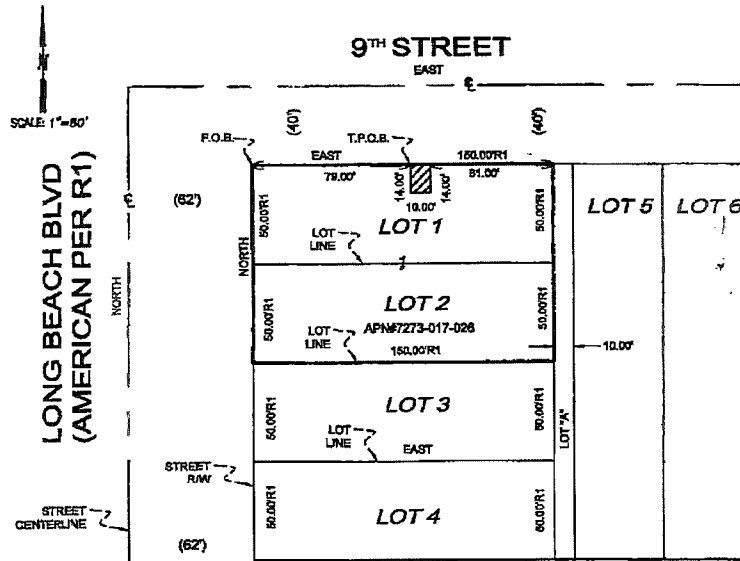 9TH STREET
EAST
℄
N
SCALE: 1"=50'
(40')
(40')
P.O.B.
T.P.O.B.
EAST
150.00'R1
79.00'
61.00'
14.00'
14.00'
10.00'
(62')
℄
LONG BEACH BLVD
(AMERICAN PER R1)
NORTH
50.00'R1
LOT 1
50.00'R1
LOT 5
LOT 6
LOT
LINE
NORTH
LOT 2
APN#7273-017-026
50.00'R1
50.00'R1
LOT
LINE
150.00'R1
10.00'
LOT 3
50.00'R1
50.00'R1
LOT
LINE
EAST
LOT "A"
STREET
R/W
STREET
CENTERLINE
50.00'R1
LOT 4
50.00'R1
(62')